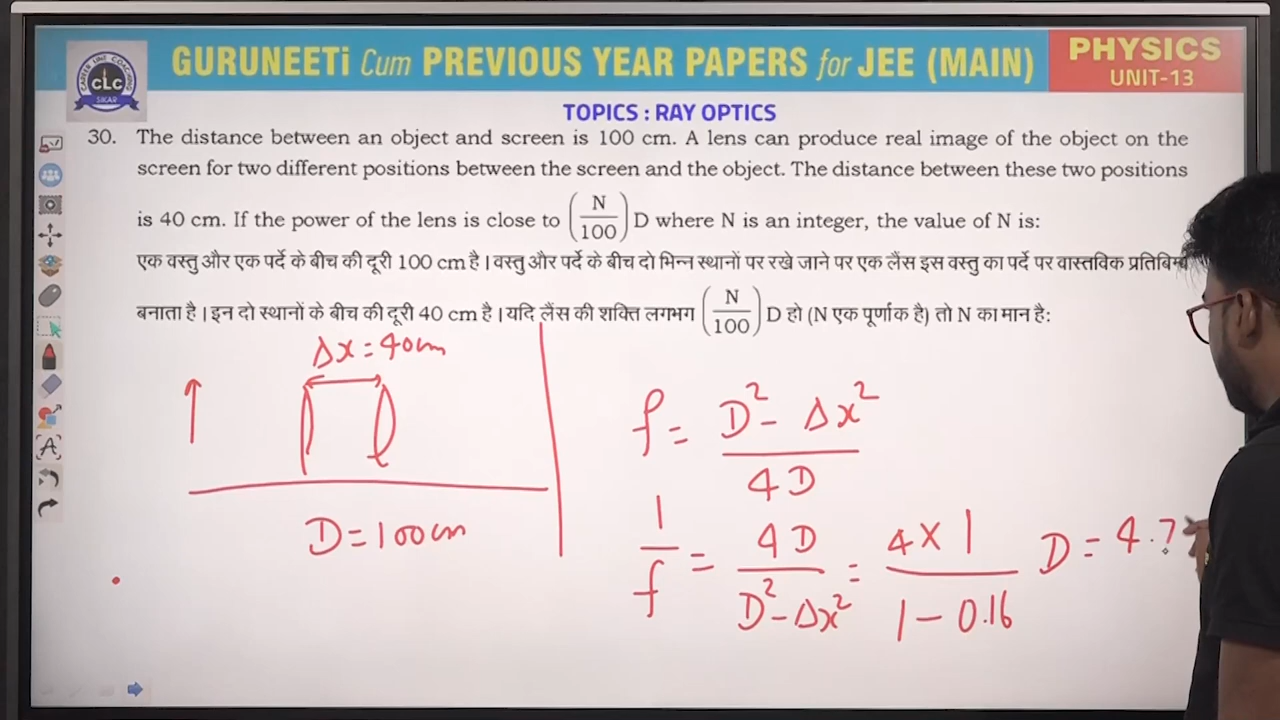 GURUNEETi Cum PREVIOUS YEAR PAPERS for JEE (MAIN)
PHYSICS
UNIT-13
CAREER LINE COACHING
CLC
SIKAR
TOPICS : RAY OPTICS
30. The distance between an object and screen is 100 cm. A lens can produce real image of the object on the
screen for two different positions between the screen and the object. The distance between these two positions
is 40 cm. If the power of the lens is close to (N/100) D where N is an integer, the value of N is:
एक वस्तु और एक पर्दे के बीच की दूरी 100 cm है। वस्तु और पर्दे के बीच दो भिन्न स्थानों पर रखे जाने पर एक लैंस इस वस्तु का पर्दे पर वास्तविक प्रतिबिम्ब
बनाता है। इन दो स्थानों के बीच की दूरी 40 cm है। यदि लैंस की शक्ति लगभग (N/100) D हो (N एक पूर्णाक है) तो N का मान है:
Δx = 40cm
D = 100cm
f = (D² - Δx²)/4D
1/f = 4D/(D² - Δx²) = (4 × 1)/(1 - 0.16) D = 4.7